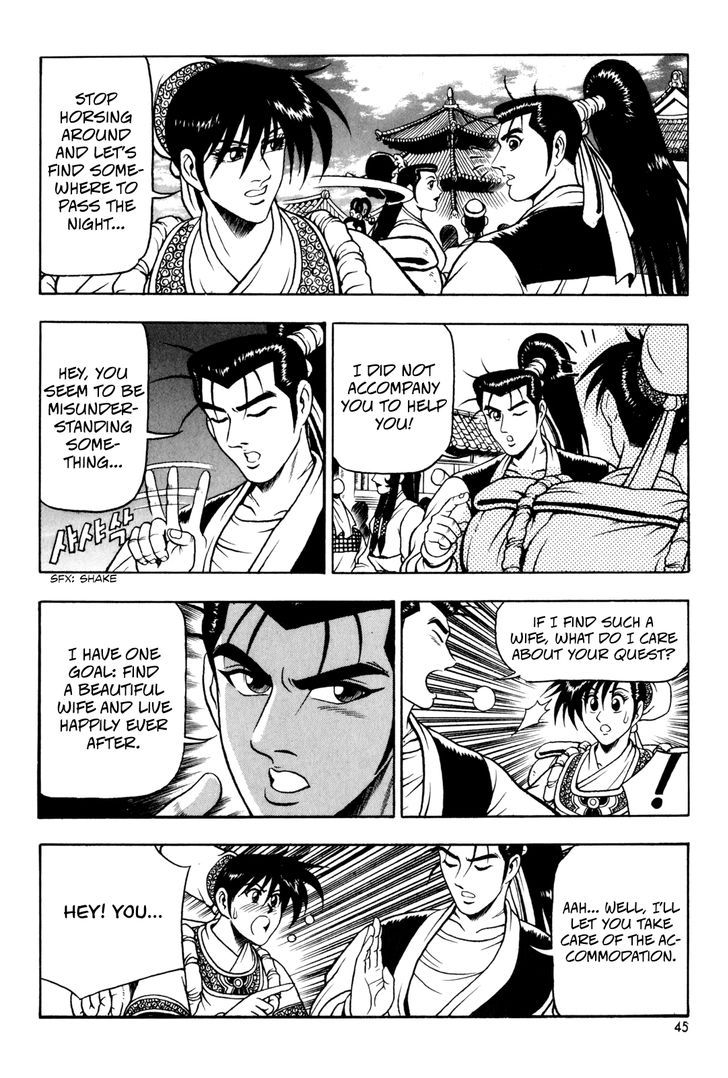 STOP
HORSING
AROUND
AND LET'S
FIND SOME-
WHERE TO
PASS THE
NIGHT...
HEY, YOU
SEEM TO BE
MISUNDER-
STANDING
SOME-
THING...
샤샤삭
SFX: SHAKE
I DID NOT
ACCOMPANY
YOU TO HELP
YOU!
I HAVE ONE
GOAL: FIND
A BEAUTIFUL
WIFE AND LIVE
HAPPILY EVER
AFTER.
IF I FIND SUCH A
WIFE, WHAT DO I CARE
ABOUT YOUR QUEST?
!
HEY! YOU...
AAH... WELL, I'LL
LET YOU TAKE
CARE OF THE AC-
COMMODATION.
45